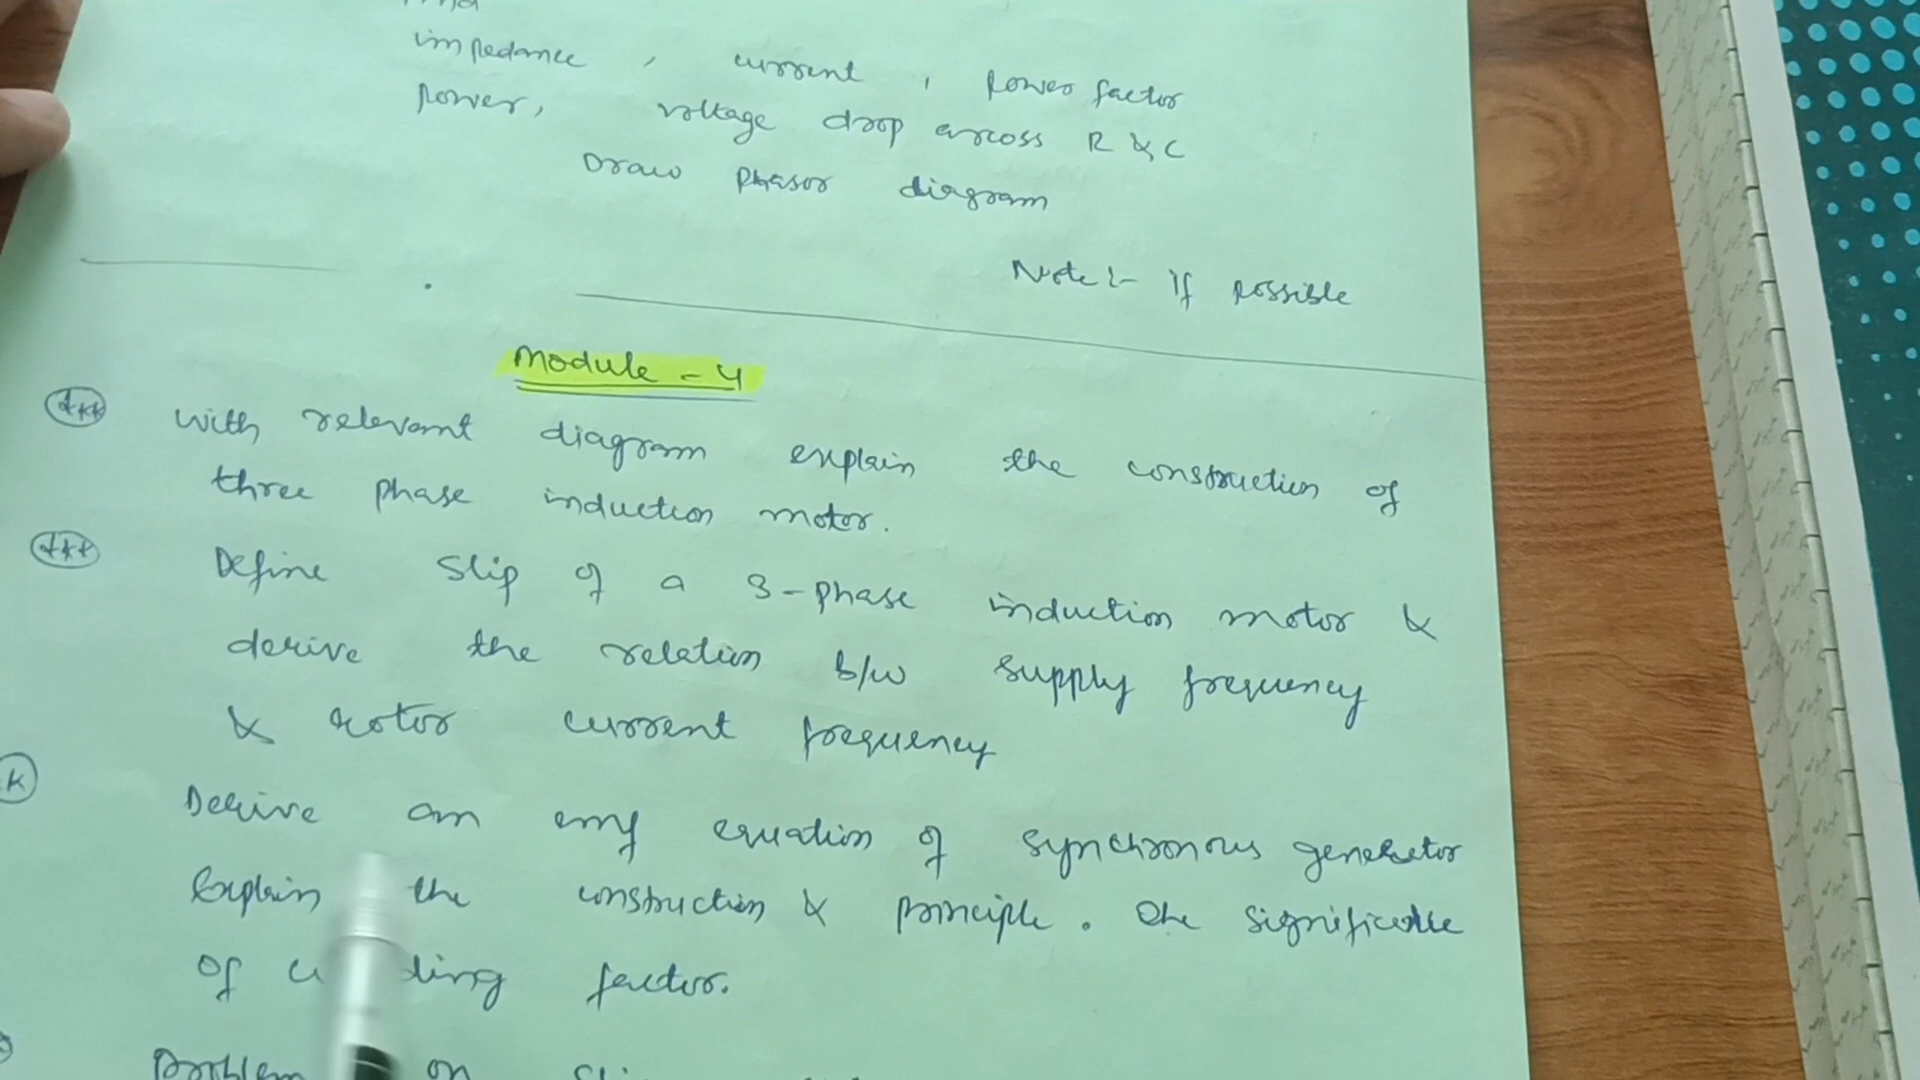 impedance, current, power factor
power, voltage drop across R & C
Draw phasor diagram
Note :- If possible
Module - 4
*** With relevant diagram explain the construction of
three phase induction motor.
*** Define slip of a 3-phase induction motor &
derive the relation b/w supply frequency
& rotor current frequency
Derive an emf equation of synchronous generator
Explain the construction & principle. The significance
of factor.
Problem on